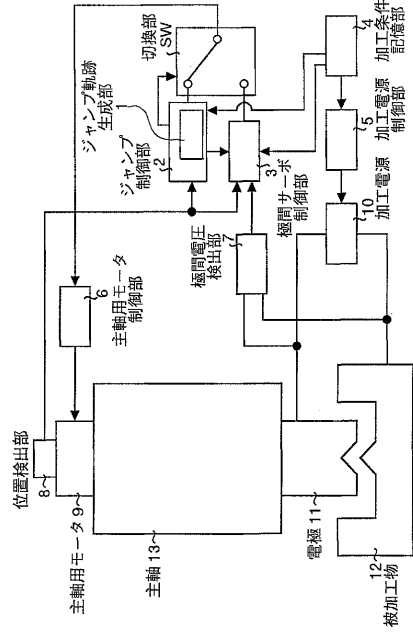 位置検出部
8
主軸用モータ 9
主軸 13
電極 11
12
被加工物
6
主軸用モータ
制御部
ジャンプ軌跡
生成部
1
ジャンプ
制御部
2
切換部
SW
3
極間サーボ
制御部
極間電圧
検出部
7
4
加工条件
記憶部
5
加工電源
制御部
10
加工電源